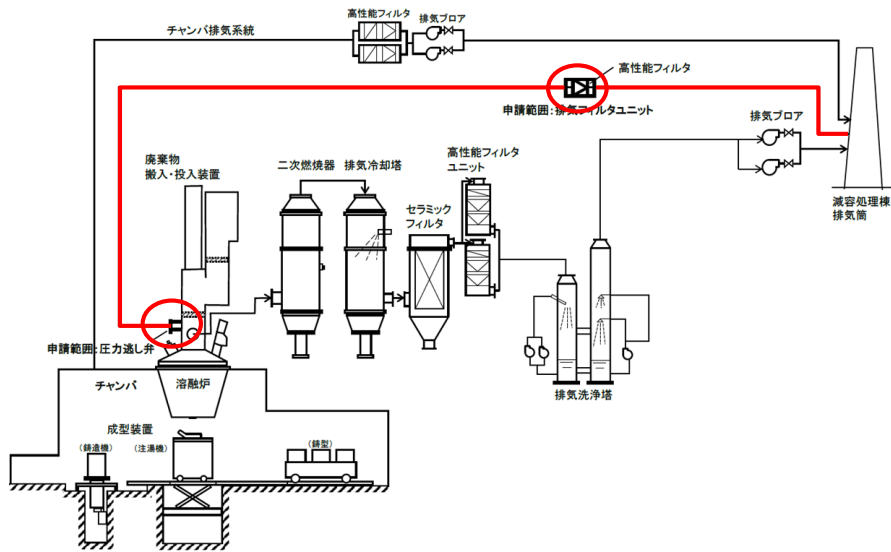 高性能フィルタ
排気ブロア
チャンバ排気系統
高性能フィルタ
申請範囲:排気フィルタユニット
排気ブロア
廃棄物
搬入・投入装置
二次燃焼器
排気冷却塔
高性能フィルタ
ユニット
セラミック
フィルタ
減容処理棟
排気筒
申請範囲:圧力逃し弁
チャンバ
溶融炉
排気洗浄塔
成型装置
(鋳造機)
(注湯機)
(鋳型)